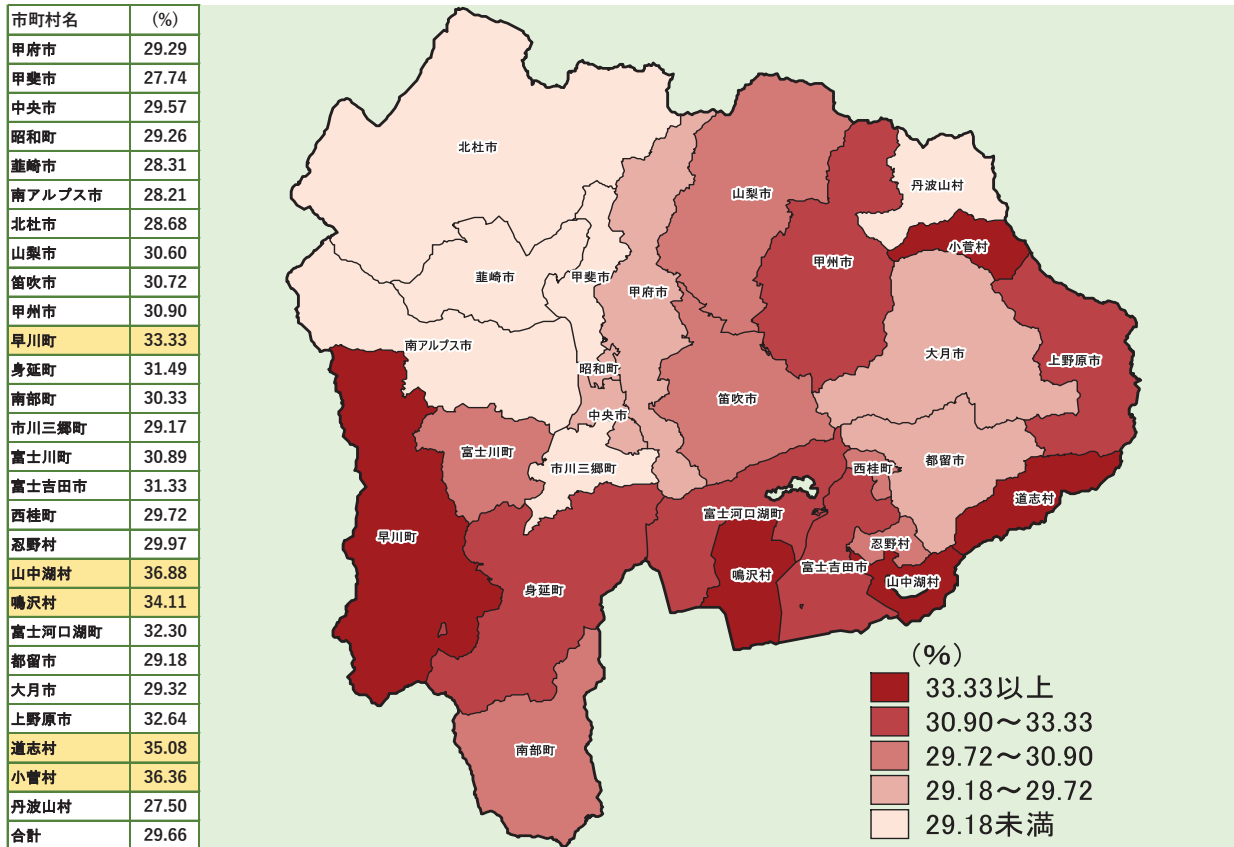 市町村名 (%)
甲府市 29.29
甲斐市 27.74
中央市 29.57
昭和町 29.26
韮崎市 28.31
南アルプス市 28.21
北杜市 28.68
山梨市 30.60
笛吹市 30.72
甲州市 30.90
早川町 33.33
身延町 31.49
南部町 30.33
市川三郷町 29.17
富士川町 30.89
富士吉田市 31.33
西桂町 29.72
忍野村 29.97
山中湖村 36.88
鳴沢村 34.11
富士河口湖町 32.30
都留市 29.18
大月市 29.32
上野原市 32.64
道志村 35.08
小菅村 36.36
丹波山村 27.50
合計 29.66
北杜市
丹波山村
山梨市
小菅村
甲州市
韮崎市
甲斐市
甲府市
南アルプス市
大月市
上野原市
昭和町
笛吹市
中央市
富士川町
市川三郷町
西桂町
都留市
道志村
富士河口湖町
早川町
忍野村
富士吉田市
鳴沢村
山中湖村
身延町
南部町
(%)
33.33以上
30.90～33.33
29.72～30.90
29.18～29.72
29.18未満